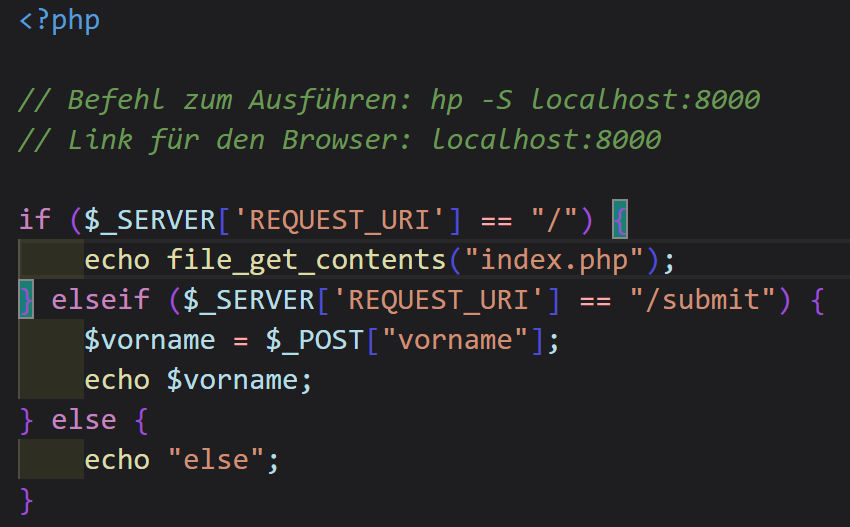 <?php
// Befehl zum Ausführen: hp -S localhost:8000
// Link für den Browser: localhost:8000
if ($_SERVER['REQUEST_URI'] == "/") {
echo file_get_contents("index.php");
} elseif ($_SERVER['REQUEST_URI'] == "/submit") {
$vorname = $_POST["vorname"];
echo $vorname;
} else {
echo "else";
}